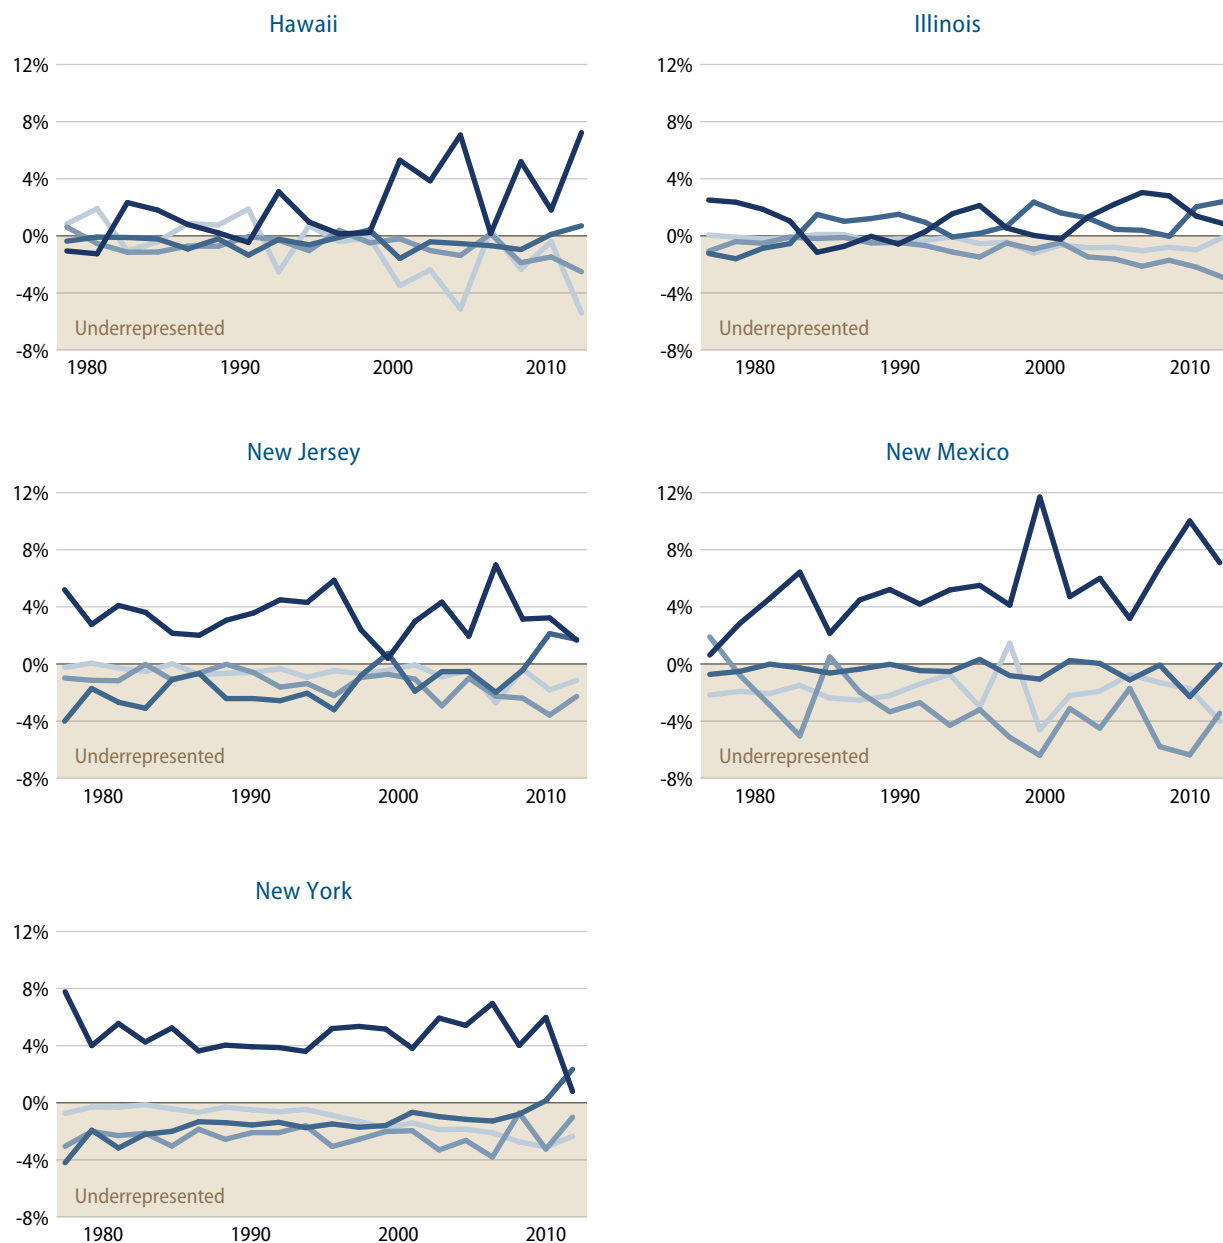 Hawaii
12%
8%
4%
0%
-4%
Underrepresented
-8%
1980 1990 2000 2010
Illinois
12%
8%
4%
0%
-4%
Underrepresented
-8%
1980 1990 2000 2010
New Jersey
12%
8%
4%
0%
-4%
Underrepresented
-8%
1980 1990 2000 2010
New Mexico
12%
8%
4%
0%
-4%
Underrepresented
-8%
1980 1990 2000 2010
New York
12%
8%
4%
0%
-4%
Underrepresented
-8%
1980 1990 2000 2010